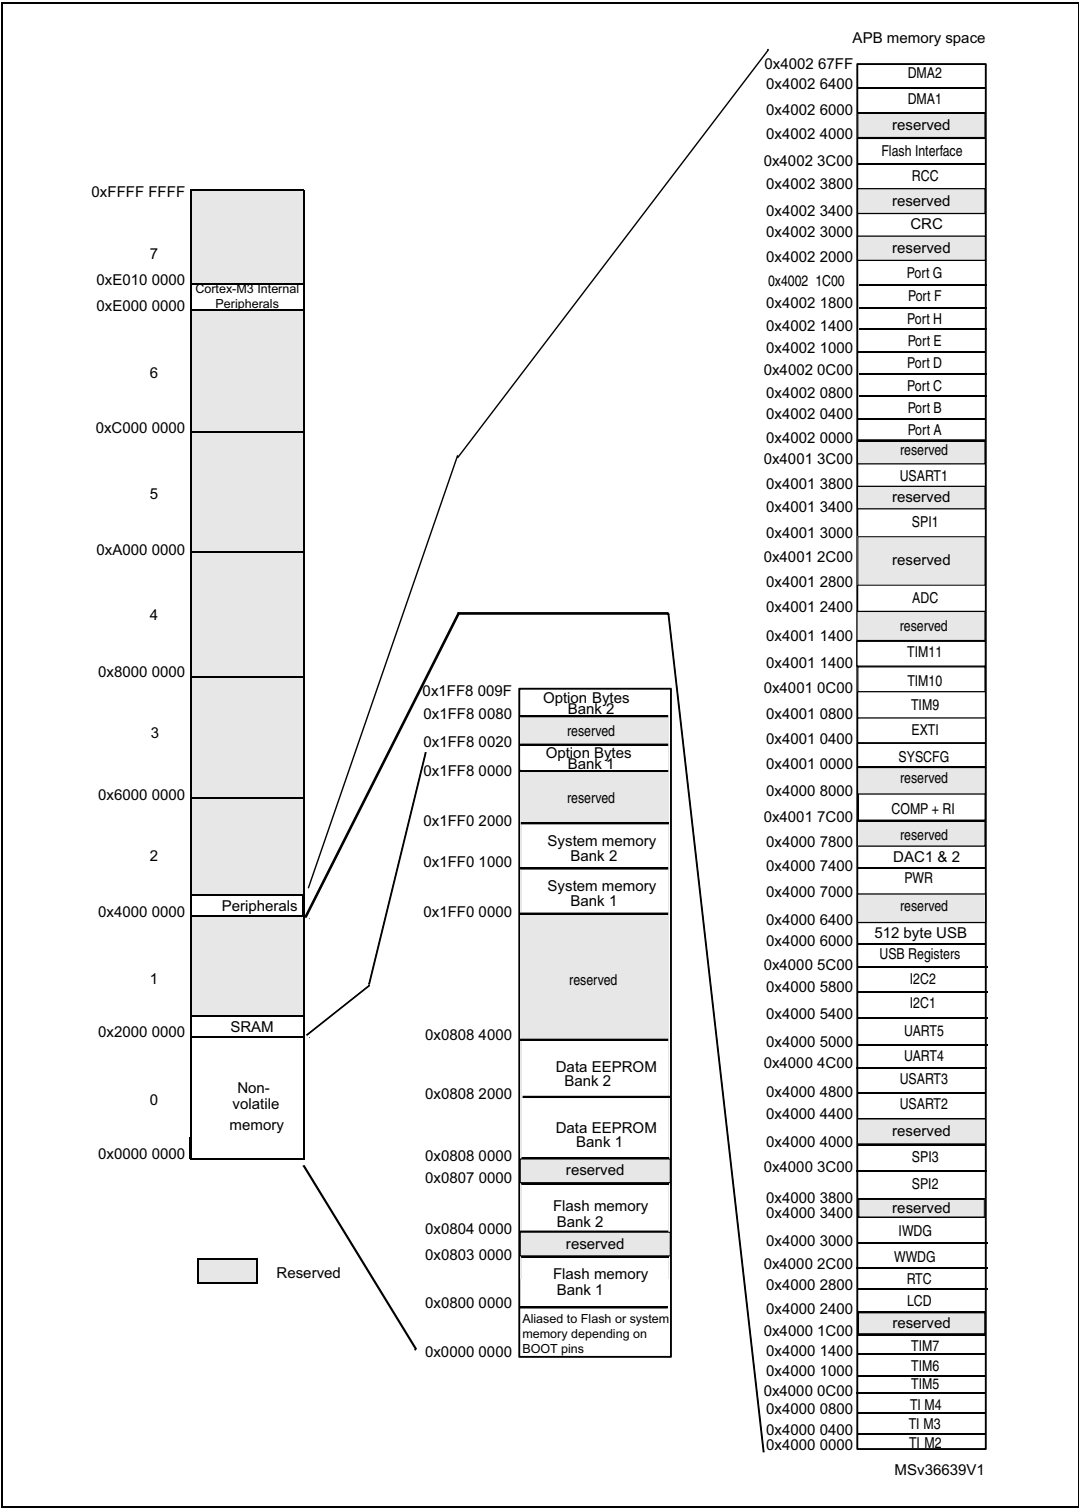 APB memory space
0xFFFF FFFF
7
0xE010 0000
Cortex-M3 Internal
Peripherals
0xE000 0000
6
0xC000 0000
5
0xA000 0000
4
0x8000 0000
3
0x6000 0000
2
Peripherals
0x4000 0000
1
SRAM
0x2000 0000
Non-
volatile
memory
0
0x0000 0000
Reserved
0x1FF8 009F
Option Bytes
Bank 2
0x1FF8 0080
reserved
0x1FF8 0020
Option Bytes
Bank 1
0x1FF8 0000
reserved
0x1FF0 2000
System memory
Bank 2
0x1FF0 1000
System memory
Bank 1
0x1FF0 0000
reserved
0x0808 4000
Data EEPROM
Bank 2
0x0808 2000
Data EEPROM
Bank 1
0x0808 0000
reserved
0x0807 0000
Flash memory
Bank 2
0x0804 0000
reserved
0x0803 0000
Flash memory
Bank 1
0x0800 0000
Aliased to Flash or system
memory depending on
BOOT pins
0x0000 0000
0x4002 67FF
DMA2
0x4002 6400
DMA1
0x4002 6000
reserved
0x4002 4000
Flash Interface
0x4002 3C00
RCC
0x4002 3800
reserved
0x4002 3400
CRC
0x4002 3000
reserved
0x4002 2000
Port G
0x4002 1C00
Port F
0x4002 1800
Port H
0x4002 1400
Port E
0x4002 1000
Port D
0x4002 0C00
Port C
0x4002 0800
Port B
0x4002 0400
Port A
0x4002 0000
reserved
0x4001 3C00
USART1
0x4001 3800
reserved
0x4001 3400
SPI1
0x4001 3000
0x4001 2C00
reserved
0x4001 2800
ADC
0x4001 2400
reserved
0x4001 1400
TIM11
0x4001 1400
TIM10
0x4001 0C00
TIM9
0x4001 0800
EXTI
0x4001 0400
SYSCFG
0x4001 0000
reserved
0x4000 8000
COMP + RI
0x4001 7C00
reserved
0x4000 7800
DAC1 & 2
0x4000 7400
PWR
0x4000 7000
reserved
0x4000 6400
512 byte USB
0x4000 6000
USB Registers
0x4000 5C00
I2C2
0x4000 5800
I2C1
0x4000 5400
UART5
0x4000 5000
UART4
0x4000 4C00
USART3
0x4000 4800
USART2
0x4000 4400
reserved
0x4000 4000
SPI3
0x4000 3C00
SPI2
0x4000 3800
reserved
0x4000 3400
IWDG
0x4000 3000
WWDG
0x4000 2C00
RTC
0x4000 2800
LCD
0x4000 2400
reserved
0x4000 1C00
TIM7
0x4000 1400
TIM6
0x4000 1000
TIM5
0x4000 0C00
TI M4
0x4000 0800
TI M3
0x4000 0400
TI M2
0x4000 0000
MSv36639V1